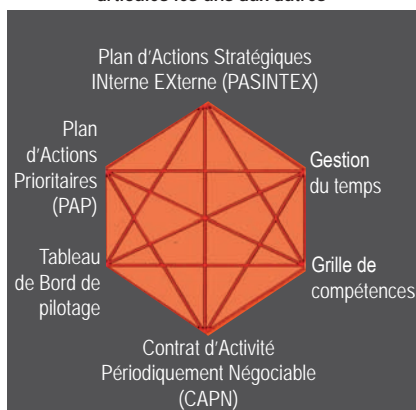 articulés les uns aux autres
Plan d'Actions Stratégiques
INterne EXterne (PASINTEX)
Plan
d'Actions
Prioritaires
(PAP)
Gestion
du temps
Tableau
de Bord de
pilotage
Grille de
compétences
Contrat d'Activité
Périodiquement Négociable
(CAPN)